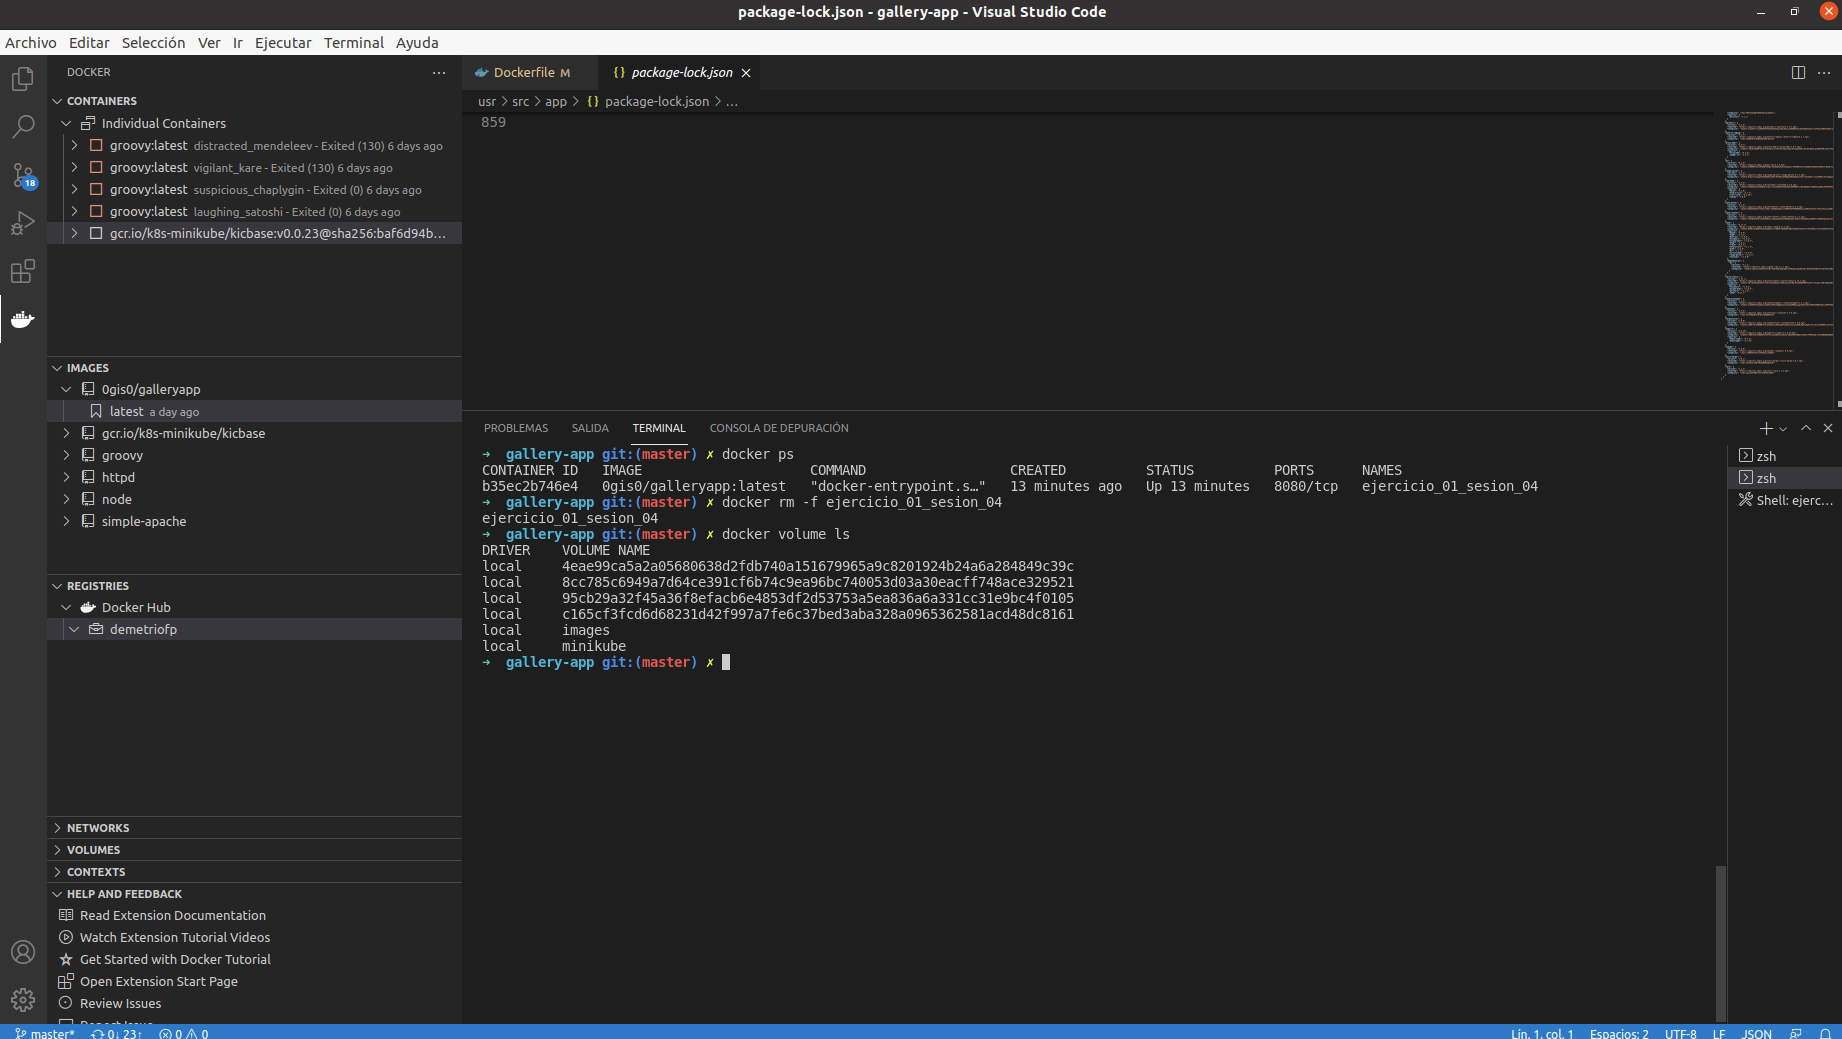 package-lock.json - gallery-app - Visual Studio Code
Archivo Editar Selección Ver Ir Ejecutar Terminal Ayuda
DOCKER
CONTAINERS
Individual Containers
groovy:latest distracted_mendeleev - Exited (130) 6 days ago
groovy:latest vigilant_kare - Exited (130) 6 days ago
groovy:latest suspicious_chaplygin - Exited (0) 6 days ago
groovy:latest laughing_satoshi - Exited (0) 6 days ago
gcr.io/k8s-minikube/kicbase:v0.0.23@sha256:baf6d94b...
18
IMAGES
0gis0/galleryapp
latest a day ago
gcr.io/k8s-minikube/kicbase
groovy
httpd
node
simple-apache
REGISTRIES
Docker Hub
demetriofp
NETWORKS
VOLUMES
CONTEXTS
HELP AND FEEDBACK
Read Extension Documentation
Watch Extension Tutorial Videos
Get Started with Docker Tutorial
Open Extension Start Page
Review Issues
Report Issue
Dockerfile M
{} package-lock.json
usr > src > app > {} package-lock.json > ...
859
PROBLEMAS SALIDA TERMINAL CONSOLA DE DEPURACIÓN
→ gallery-app git:(master) ✗ docker ps
CONTAINER ID IMAGE COMMAND CREATED STATUS PORTS NAMES
b35ec2b746e4 0gis0/galleryapp:latest "docker-entrypoint.s…" 13 minutes ago Up 13 minutes 8080/tcp ejercicio_01_sesion_04
→ gallery-app git:(master) ✗ docker rm -f ejercicio_01_sesion_04
ejercicio_01_sesion_04
→ gallery-app git:(master) ✗ docker volume ls
DRIVER VOLUME NAME
local 4eae99ca5a2a05680638d2fdb740a151679965a9c8201924b24a6a284849c39c
local 8cc785c6949a7d64ce391cf6b74c9ea96bc740053d03a30eacff748ace329521
local 95cb29a32f45a36f8efacb6e4853df2d53753a5ea836a6a331cc31e9bc4f0105
local c165cf3fcd6d68231d42f997a7fe6c37bed3aba328a0965362581acd48dc8161
local images
local minikube
→ gallery-app git:(master) ✗
zsh
zsh
Shell: ejerc...
master* 0↓ 23↑ 0 0
Lín. 1, col. 1 Espacios: 2 UTF-8 LF JSON